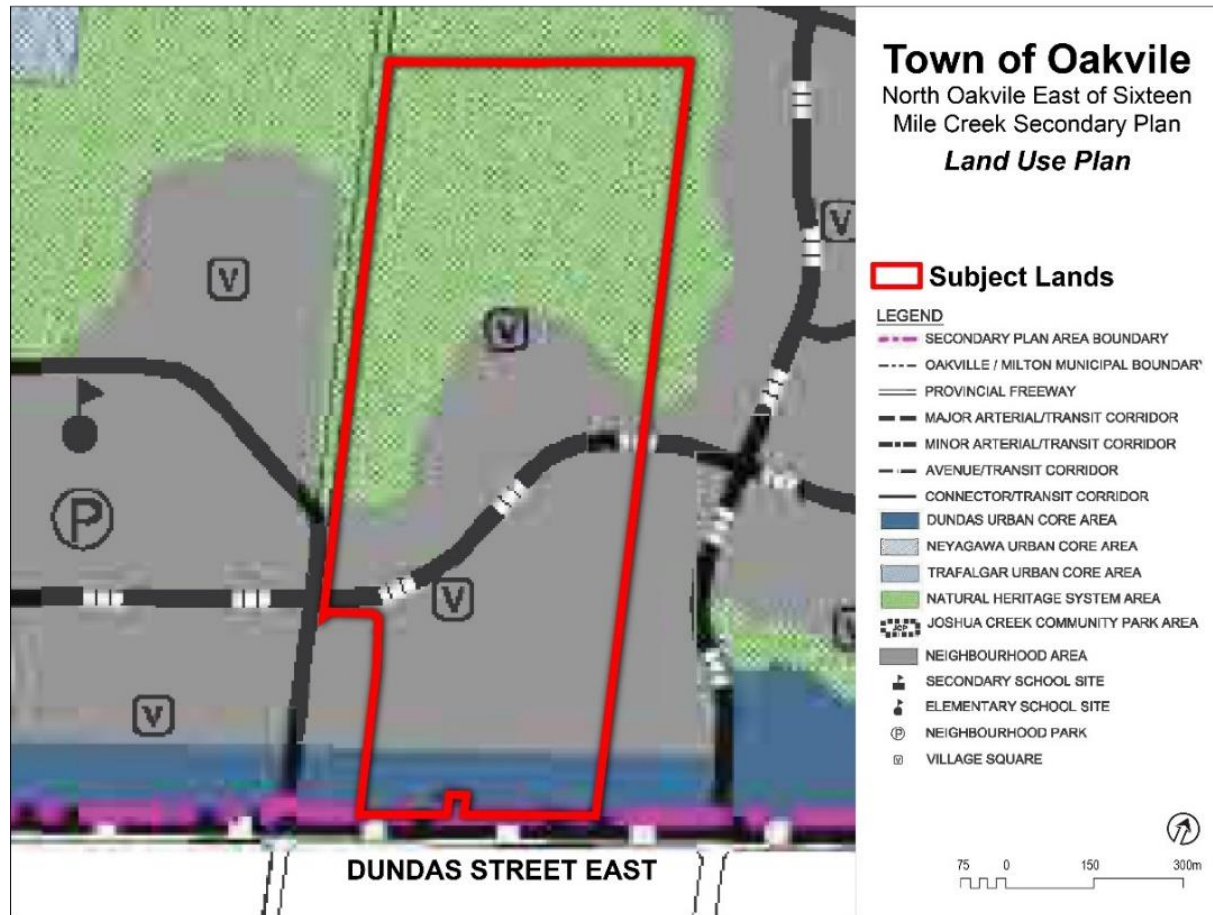 Town of Oakvile
North Oakvile East of Sixteen
Mile Creek Secondary Plan
Land Use Plan
Subject Lands
LEGEND
SECONDARY PLAN AREA BOUNDARY
OAKVILLE / MILTON MUNICIPAL BOUNDARY
PROVINCIAL FREEWAY
MAJOR ARTERIAL/TRANSIT CORRIDOR
MINOR ARTERIAL/TRANSIT CORRIDOR
AVENUE/TRANSIT CORRIDOR
CONNECTOR/TRANSIT CORRIDOR
DUNDAS URBAN CORE AREA
NEYAGAWA URBAN CORE AREA
TRAFALGAR URBAN CORE AREA
NATURAL HERITAGE SYSTEM AREA
JCP JOSHUA CREEK COMMUNITY PARK AREA
NEIGHBOURHOOD AREA
SECONDARY SCHOOL SITE
ELEMENTARY SCHOOL SITE
P NEIGHBOURHOOD PARK
V VILLAGE SQUARE
75 0 150 300m
V
V
V
P
V
V
V
DUNDAS STREET EAST